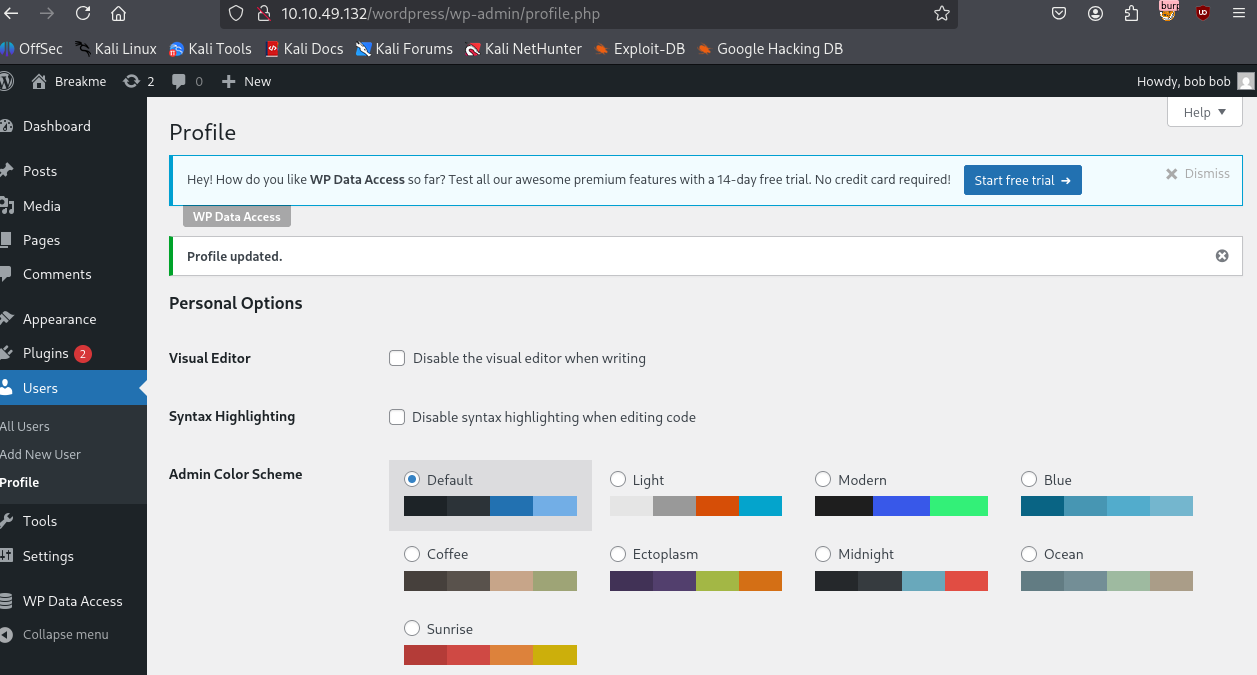 10.10.49.132/wordpress/wp-admin/profile.php
burp
UD
OffSec Kali Linux Kali Tools Kali Docs Kali Forums Kali NetHunter Exploit-DB Google Hacking DB
Breakme 2 0 New Howdy, bob bob
Help
Dashboard
Posts
Media
Pages
Comments
Appearance
Plugins 2
Users
All Users
Add New User
Profile
Tools
Settings
WP Data Access
Collapse menu
Profile
Hey! How do you like WP Data Access so far? Test all our awesome premium features with a 14-day free trial. No credit card required! Start free trial → Dismiss
WP Data Access
Profile updated.
Personal Options
Visual Editor Disable the visual editor when writing
Syntax Highlighting Disable syntax highlighting when editing code
Admin Color Scheme Default Light Modern Blue
Coffee Ectoplasm Midnight Ocean
Sunrise